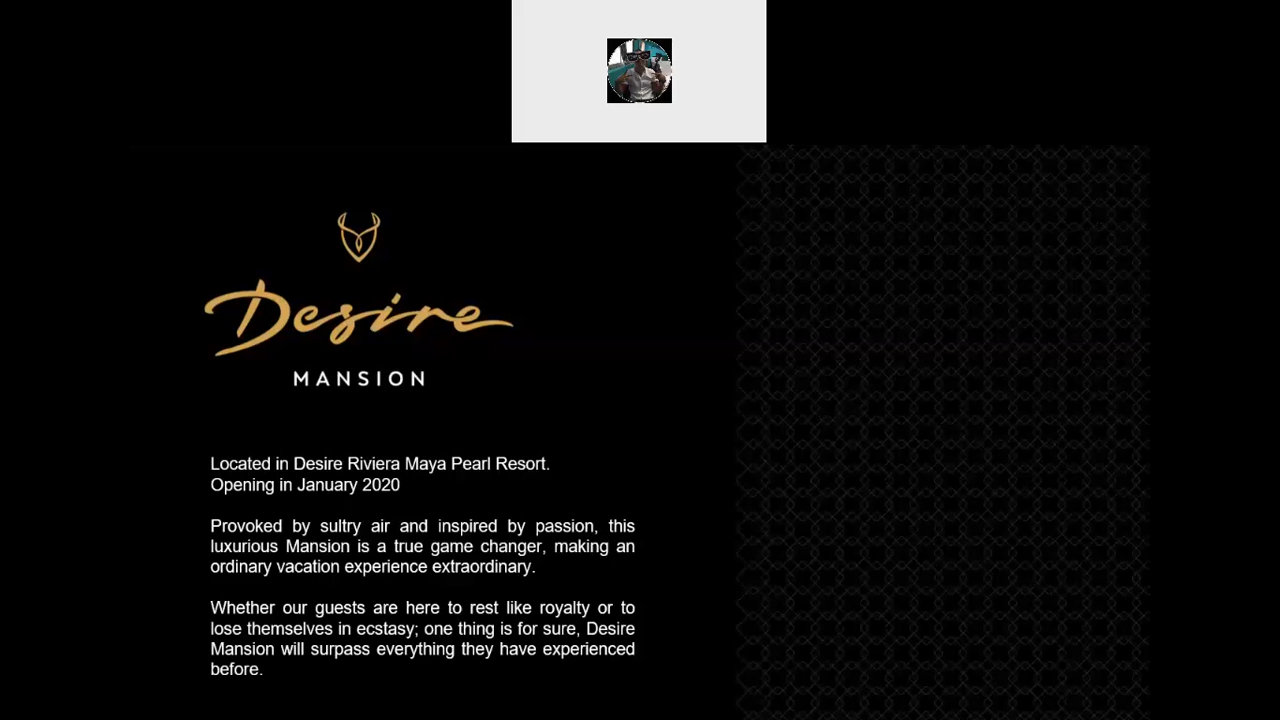 Desire
MANSION
Located in Desire Riviera Maya Pearl Resort.
Opening in January 2020
Provoked by sultry air and inspired by passion, this
luxurious Mansion is a true game changer, making an
ordinary vacation experience extraordinary.
Whether our guests are here to rest like royalty or to
lose themselves in ecstasy; one thing is for sure, Desire
Mansion will surpass everything they have experienced
before.